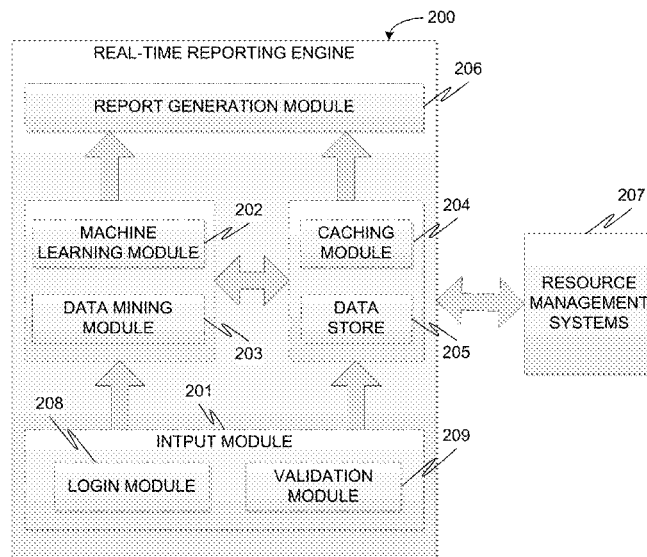 200
REAL-TIME REPORTING ENGINE
206
REPORT GENERATION MODULE
202
204
207
MACHINE
LEARNING MODULE
CACHING
MODULE
RESOURCE
MANAGEMENT
SYSTEMS
DATA MINING
MODULE
DATA
STORE
203
205
208
201
INTPUT MODULE
209
LOGIN MODULE
VALIDATION
MODULE